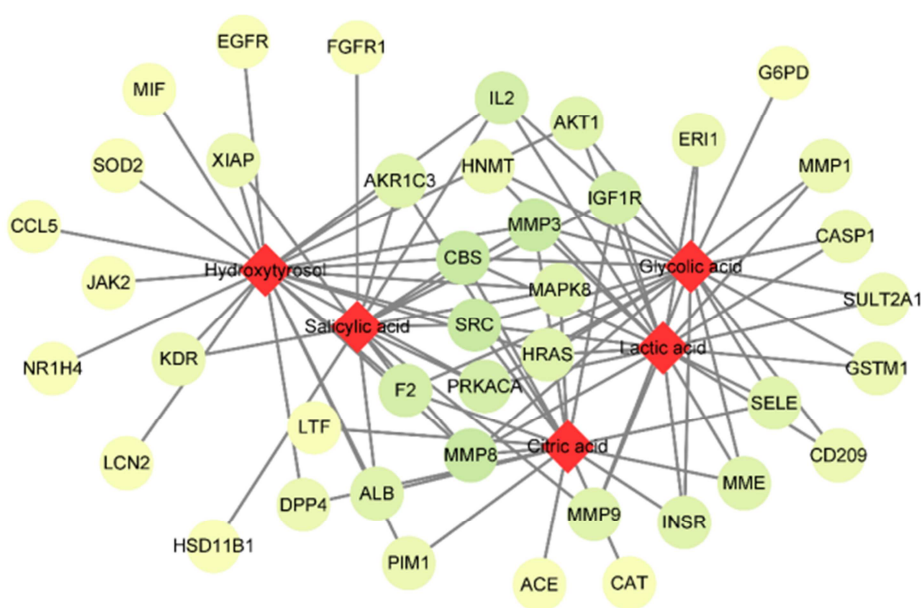 EGFR
FGFR1
G6PD
MIF
IL2
AKT1
ERI1
SOD2
XIAP
HNMT
MMP1
AKR1C3
IGF1R
CCL5
MMP3
CASP1
CBS
Hydroxytyrosol
Glycolic acid
JAK2
MAPK8
SULT2A1
Salicylic acid
SRC
Lactic acid
NR1H4
KDR
HRAS
GSTM1
F2
PRKACA
SELE
LTF
MMP8
Citric acid
LCN2
CD209
DPP4
ALB
MME
MMP9
INSR
HSD11B1
PIM1
ACE
CAT